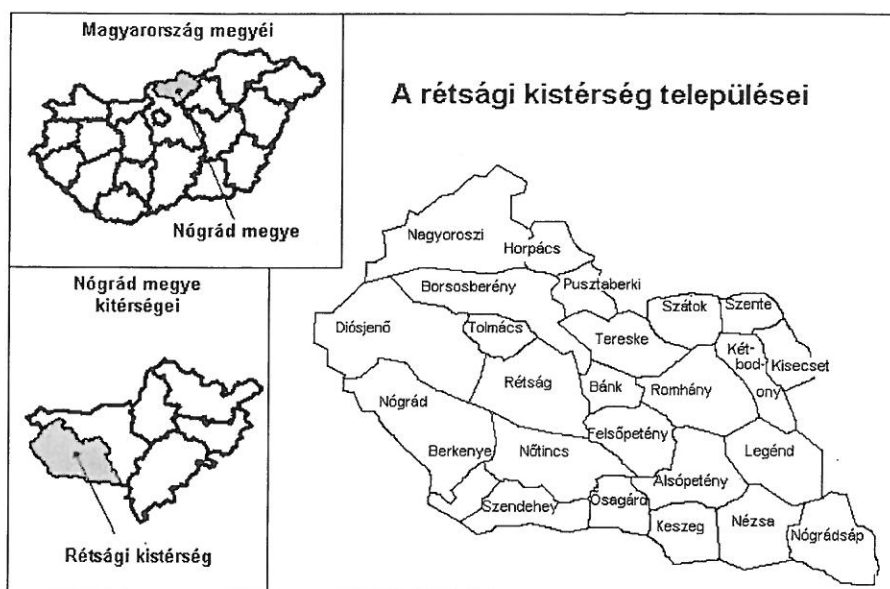 Magyarország megyéi
Nógrád megye
Nógrád megye
kitérségei
Rétsági kistérség
A rétsági kistérség települései
Nagyoroszi
Horpács
Borsosberény
Pusztaberki
Szátok
Szente
Diósjenő
Tolmács
Tereske
Két-
bod-
ony
Kisecset
Rétság
Bánk
Romhány
Nógrád
Felsőpetény
Berkenye
Nőtincs
Legénd
Alsópetény
Szendehey
Ősagárd
Keszeg
Nézsa
Nógrádsáp